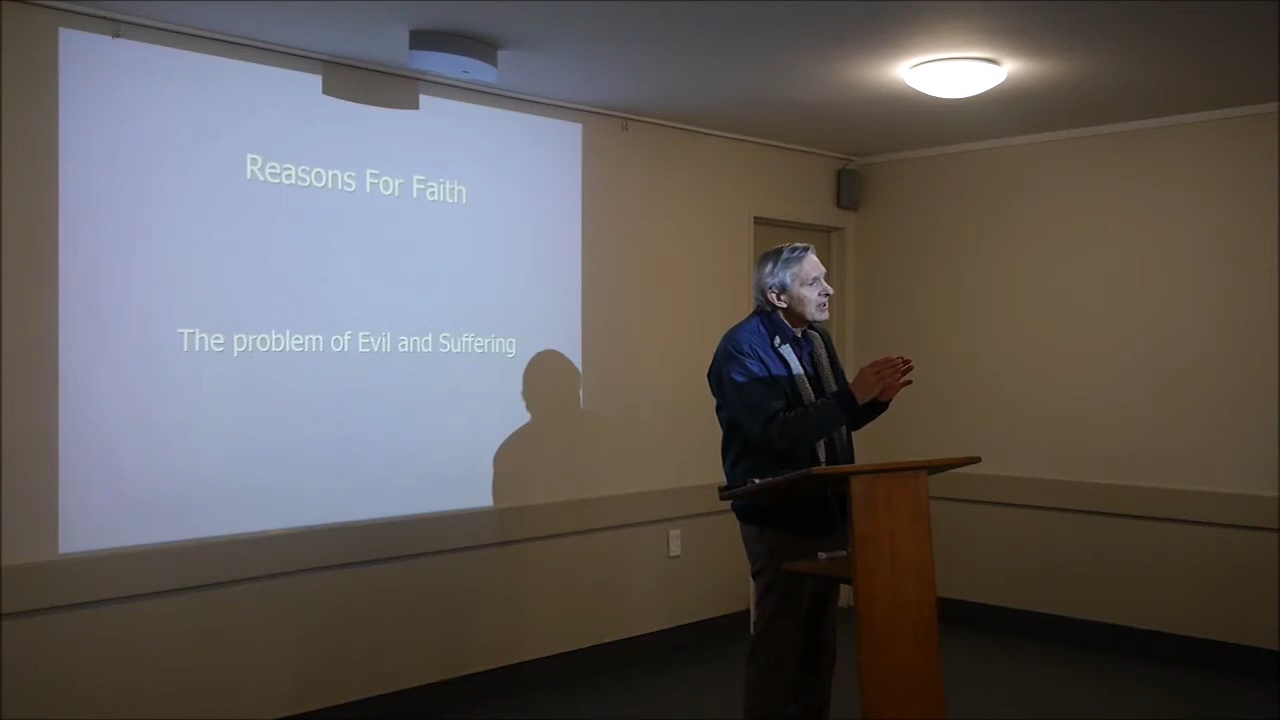 Reasons For Faith
The problem of Evil and Suffering